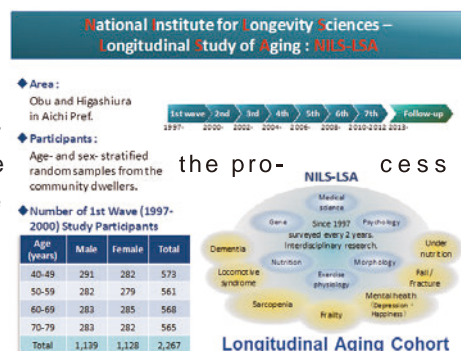 National Institute for Longevity Sciences –
Longitudinal Study of Aging : NILS-LSA
◆Area :
Obu and Higashiura
in Aichi Pref.
◆Participants :
Age- and sex- stratified
random samples from the
community dwellers.
◆Number of 1st Wave (1997-
2000) Study Participants
Age (years) Male Female Total
40-49 291 282 573
50-59 282 279 561
60-69 283 285 568
70-79 283 282 565
Total 1,139 1,128 2,267
1st wave 2nd 3rd 4th 5th 6th 7th Follow-up
1997- 2000- 2002- 2004- 2006- 2008- 2010-2012 2013-
e the pro- cess
NILS-LSA
Medical
science
Gene
Psychology
Since 1997
surveyed every 2 years.
Interdisciplinary research.
Nutrition
Morphology
Exercise
physiology
Dementia
Locomotive
syndrome
Sarcopenia
Frailty
Mental health
(Depression・
Happiness)
Fall/
Fracture
Under
nutrition
Longitudinal Aging Cohort